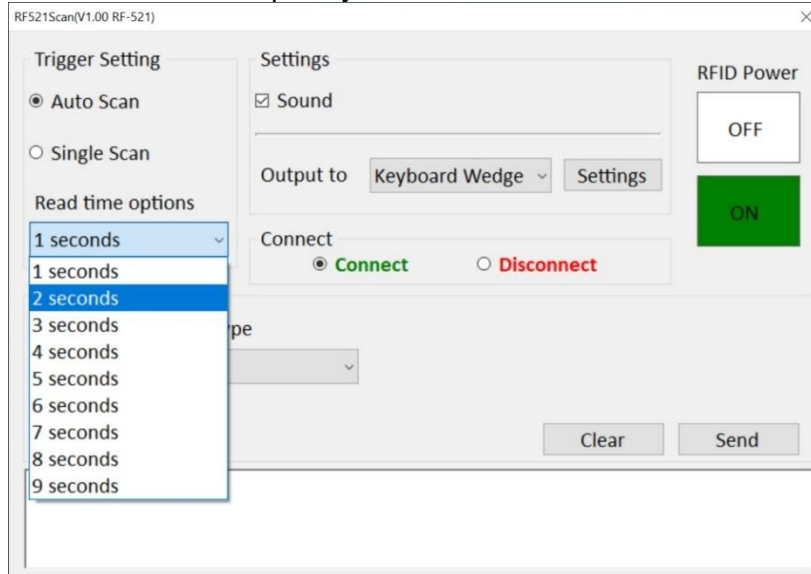 RF521Scan(V1.00 RF-521)
Trigger Setting
Auto Scan
Single Scan
Read time options
1 seconds
1 seconds
2 seconds
3 seconds
4 seconds
5 seconds
6 seconds
7 seconds
8 seconds
9 seconds
Settings
Sound
Output to Keyboard Wedge Settings
Connect
Connect Disconnect
RFID Power
OFF
ON
Clear Send